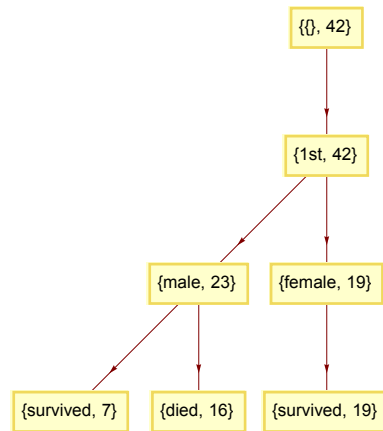 {{}, 42}
{1st, 42}
{male, 23}
{female, 19}
{survived, 7}
{died, 16}
{survived, 19}